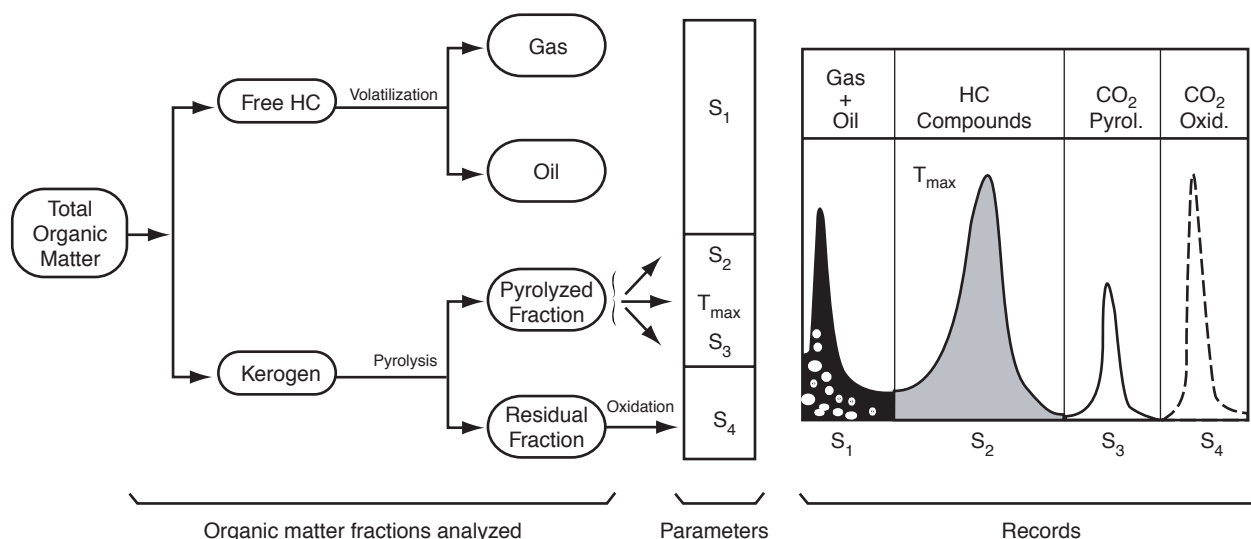 Total
Organic
Matter
Free HC
Volatilization
Gas
Oil
Kerogen
Pyrolysis
Pyrolyzed
Fraction
Residual
Fraction
Oxidation
S1
S2
Tmax
S3
S4
Gas
+
Oil
HC
Compounds
CO2
Pyrol.
CO2
Oxid.
Tmax
S1
S2
S3
S4
Organic matter fractions analyzed
Parameters
Records